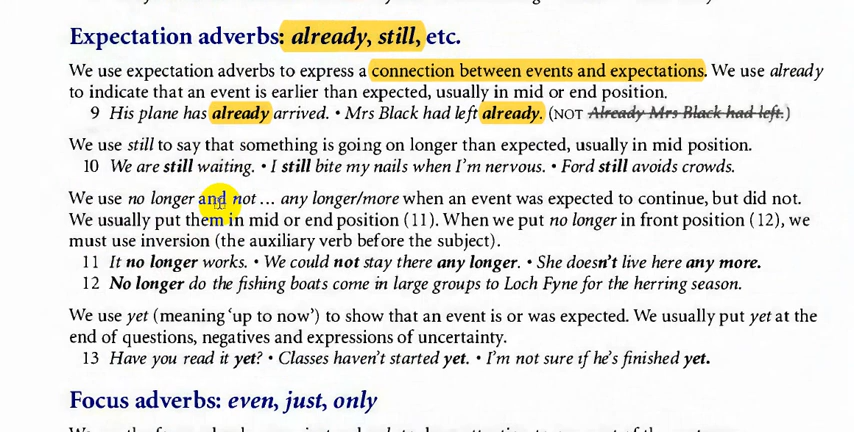 Expectation adverbs: already, still, etc.
We use expectation adverbs to express a connection between events and expectations. We use already
to indicate that an event is earlier than expected, usually in mid or end position.
9 His plane has already arrived. • Mrs Black had left already. (NOT Already Mrs Black had left.)
We use still to say that something is going on longer than expected, usually in mid position.
10 We are still waiting. • I still bite my nails when I'm nervous. • Ford still avoids crowds.
We use no longer and not ... any longer/more when an event was expected to continue, but did not.
We usually put them in mid or end position (11). When we put no longer in front position (12), we
must use inversion (the auxiliary verb before the subject).
11 It no longer works. • We could not stay there any longer. • She doesn't live here any more.
12 No longer do the fishing boats come in large groups to Loch Fyne for the herring season.
We use yet (meaning 'up to now') to show that an event is or was expected. We usually put yet at the
end of questions, negatives and expressions of uncertainty.
13 Have you read it yet? • Classes haven't started yet. • I'm not sure if he's finished yet.
Focus adverbs: even, just, only